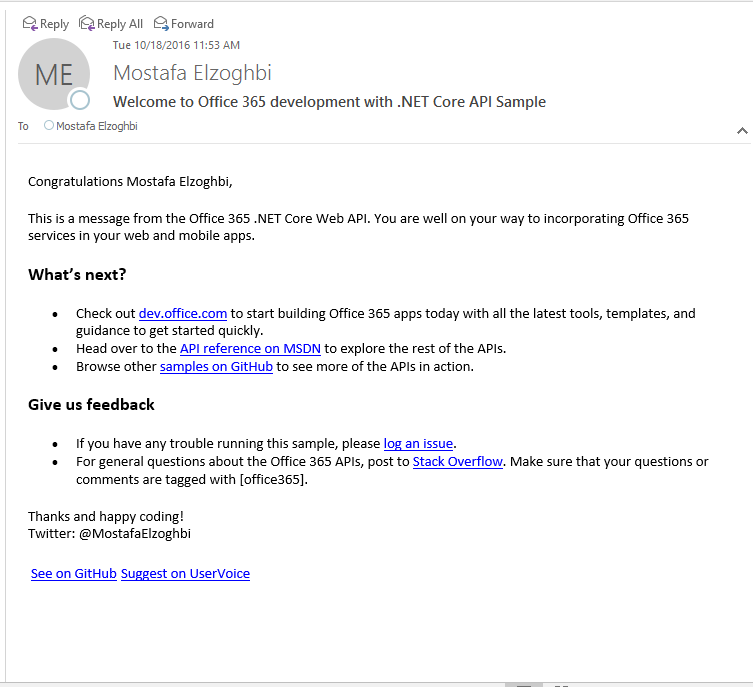 Reply Reply All Forward
Tue 10/18/2016 11:53 AM
ME
Mostafa Elzoghbi
Welcome to Office 365 development with .NET Core API Sample
To Mostafa Elzoghbi
Congratulations Mostafa Elzoghbi,
This is a message from the Office 365 .NET Core Web API. You are well on your way to incorporating Office 365
services in your web and mobile apps.
What's next?
• Check out dev.office.com to start building Office 365 apps today with all the latest tools, templates, and
guidance to get started quickly.
• Head over to the API reference on MSDN to explore the rest of the APIs.
• Browse other samples on GitHub to see more of the APIs in action.
Give us feedback
• If you have any trouble running this sample, please log an issue.
• For general questions about the Office 365 APIs, post to Stack Overflow. Make sure that your questions or
comments are tagged with [office365].
Thanks and happy coding!
Twitter: @MostafaElzoghbi
See on GitHub Suggest on UserVoice